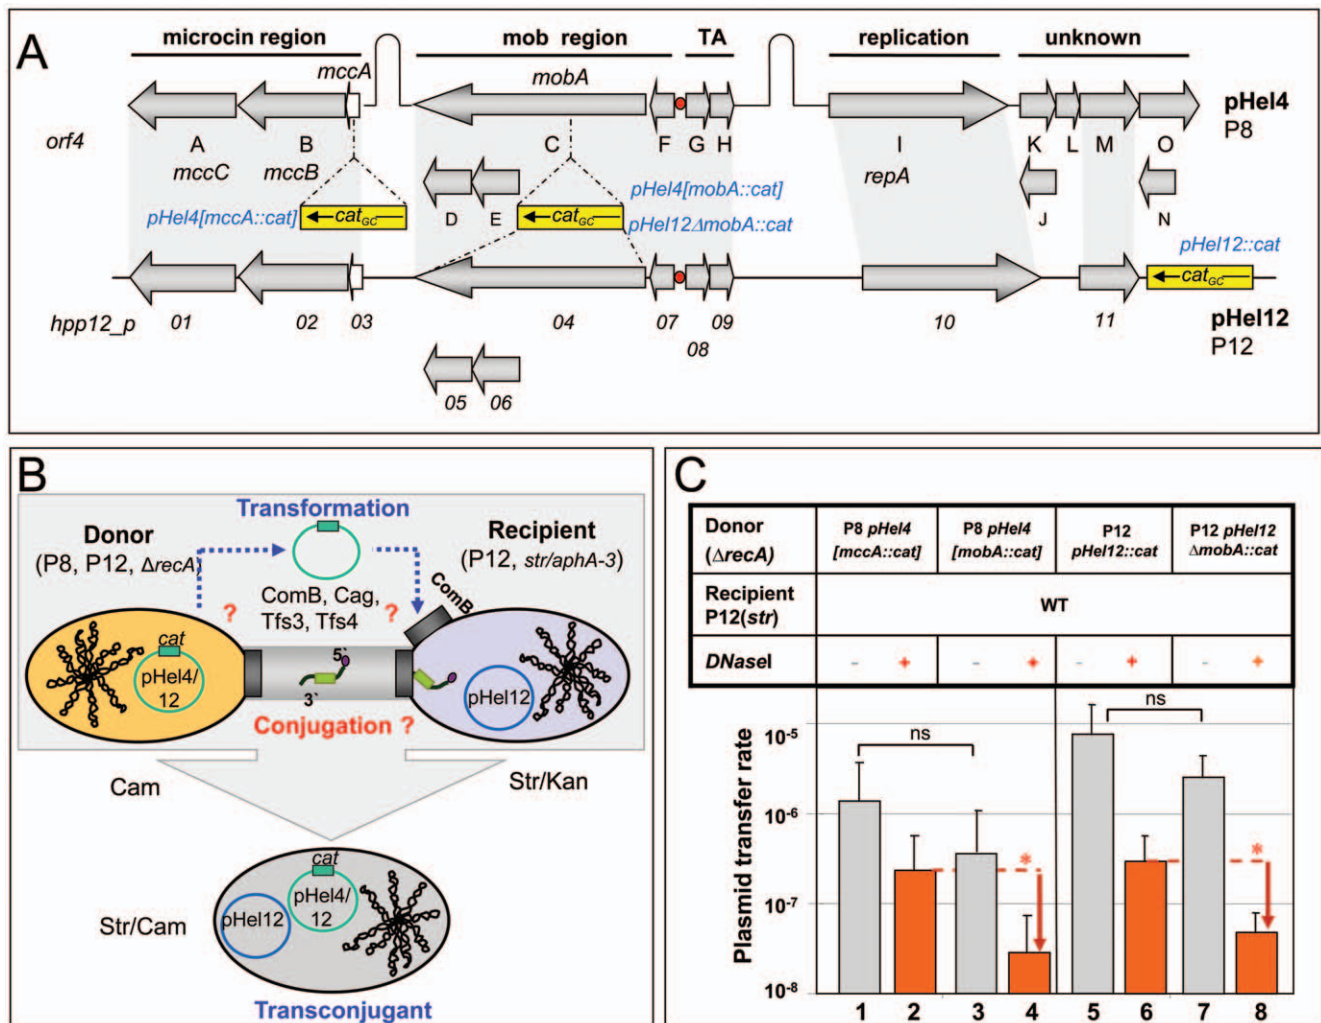 A
microcin region
mob region
TA
replication
unknown
mccA
mobA
pHel4
P8
orf4
A
B
C
F
G
H
I
K
L
M
O
mccC
mccB
repA
pHel4[mccA::cat]
catGC
D
E
catGC
pHel4[mobA::cat]
pHel12ΔmobA::cat
J
N
pHel12::cat
catGC
hpp12_p
01
02
03
04
07
08
09
10
11
pHel12
P12
05
06
B
Transformation
Donor
(P8, P12, ΔrecA)
Recipient
(P12, str/aphA-3)
ComB, Cag,
Tfs3, Tfs4
?
?
ComB
cat
pHel4/
12
5`
3`
pHel12
Conjugation ?
Cam
Str/Kan
cat
pHel4/
12
pHel12
Str/Cam
Transconjugant
C
Donor
(ΔrecA)
P8 pHel4
[mccA::cat]
P8 pHel4
[mobA::cat]
P12
pHel12::cat
P12 pHel12
ΔmobA::cat
Recipient
P12(str)
WT
DNaseI
- + - + - + - +
Plasmid transfer rate
10-5
10-6
10-7
10-8
ns
ns
*
*
1 2 3 4 5 6 7 8